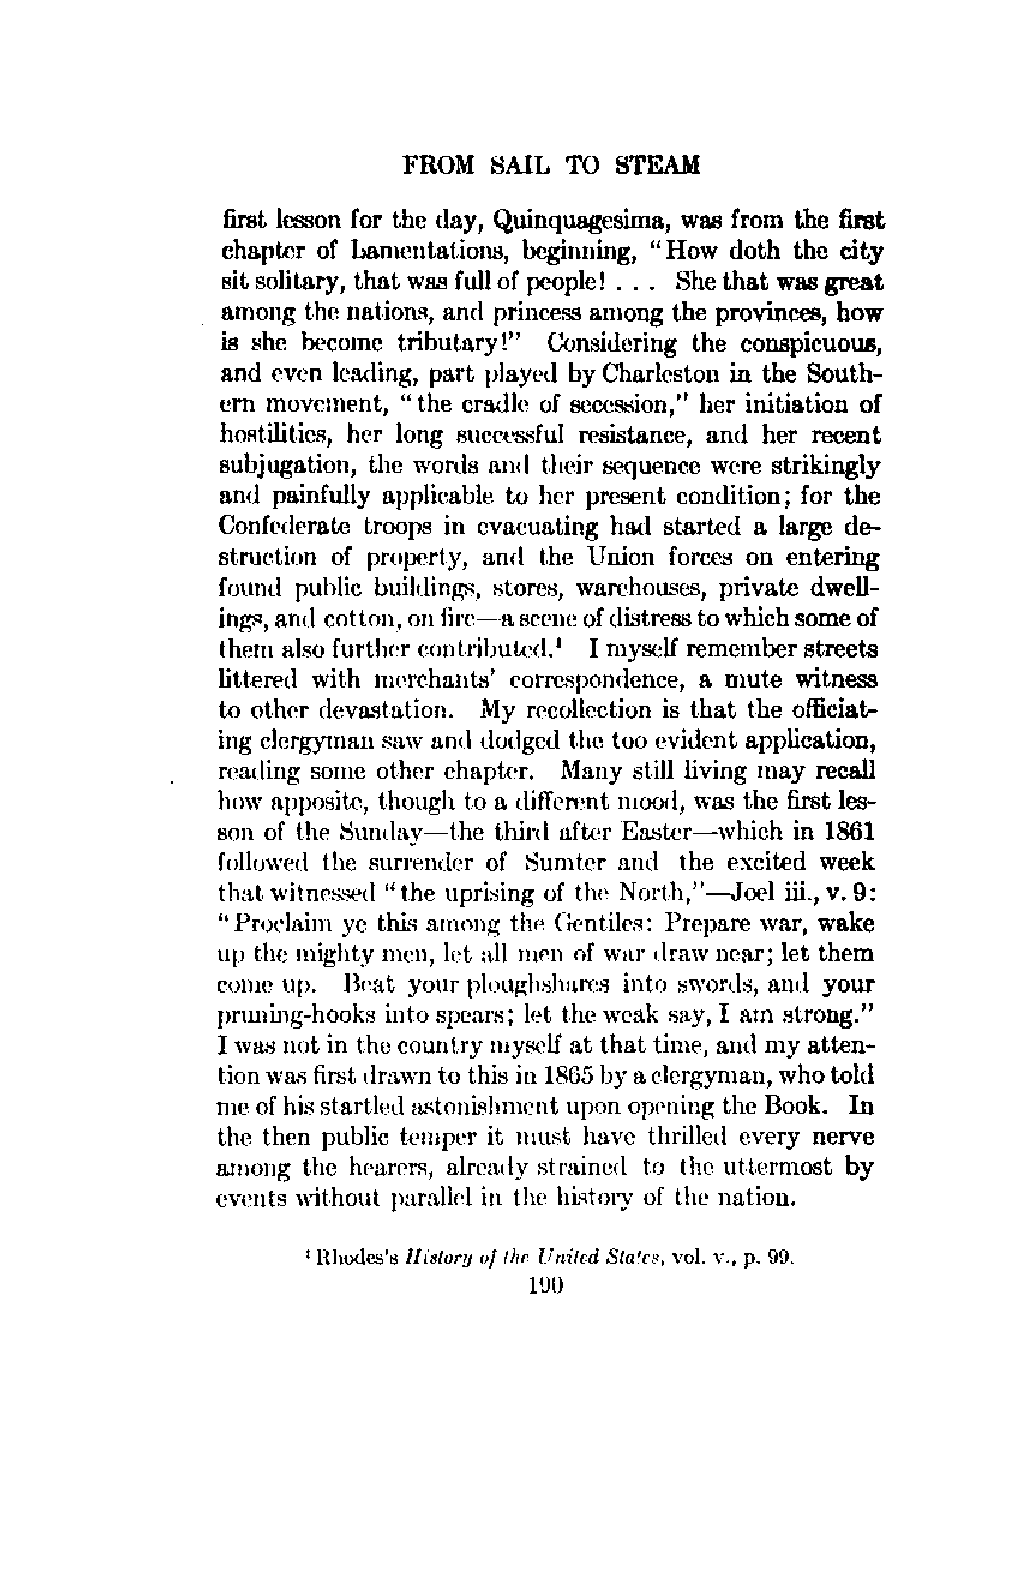 FROM SAIL TO STEAM
first lesson for the day, Quinquagesima, was from the first
chapter of Lamentations, beginning, "How doth the city
sit solitary, that was full of people! . . . She that was great
among the nations, and princess among the provinces, how
is she become tributary!" Considering the conspicuous,
and even leading, part played by Charleston in the South-
ern movement, "the cradle of secession," her initiation of
hostilities, her long successful resistance, and her recent
subjugation, the words and their sequence were strikingly
and painfully applicable to her present condition; for the
Confederate troops in evacuating had started a large de-
struction of property, and the Union forces on entering
found public buildings, stores, warehouses, private dwell-
ings, and cotton, on fire—a scene of distress to which some of
them also further contributed.¹ I myself remember streets
littered with merchants' correspondence, a mute witness
to other devastation. My recollection is that the officiat-
ing clergyman saw and dodged the too evident application,
reading some other chapter. Many still living may recall
how apposite, though to a different mood, was the first les-
son of the Sunday—the third after Easter—which in 1861
followed the surrender of Sumter and the excited week
that witnessed "the uprising of the North,"—Joel iii., v. 9:
"Proclaim ye this among the Gentiles: Prepare war, wake
up the mighty men, let all men of war draw near; let them
come up. Beat your ploughshares into swords, and your
pruning-hooks into spears; let the weak say, I am strong."
I was not in the country myself at that time, and my atten-
tion was first drawn to this in 1865 by a clergyman, who told
me of his startled astonishment upon opening the Book. In
the then public temper it must have thrilled every nerve
among the hearers, already strained to the uttermost by
events without parallel in the history of the nation.
¹ Rhodes's History of the United States, vol. v., p. 99.
190